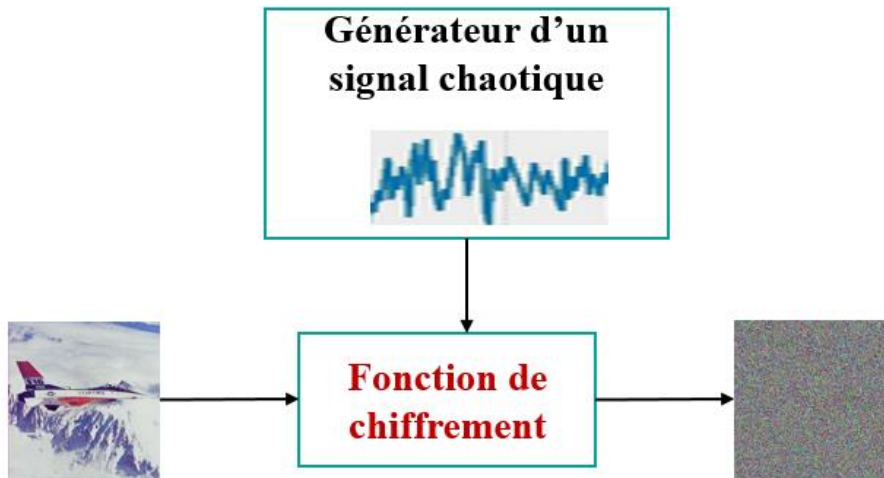 Générateur d’un
signal chaotique
Fonction de
chiffrement